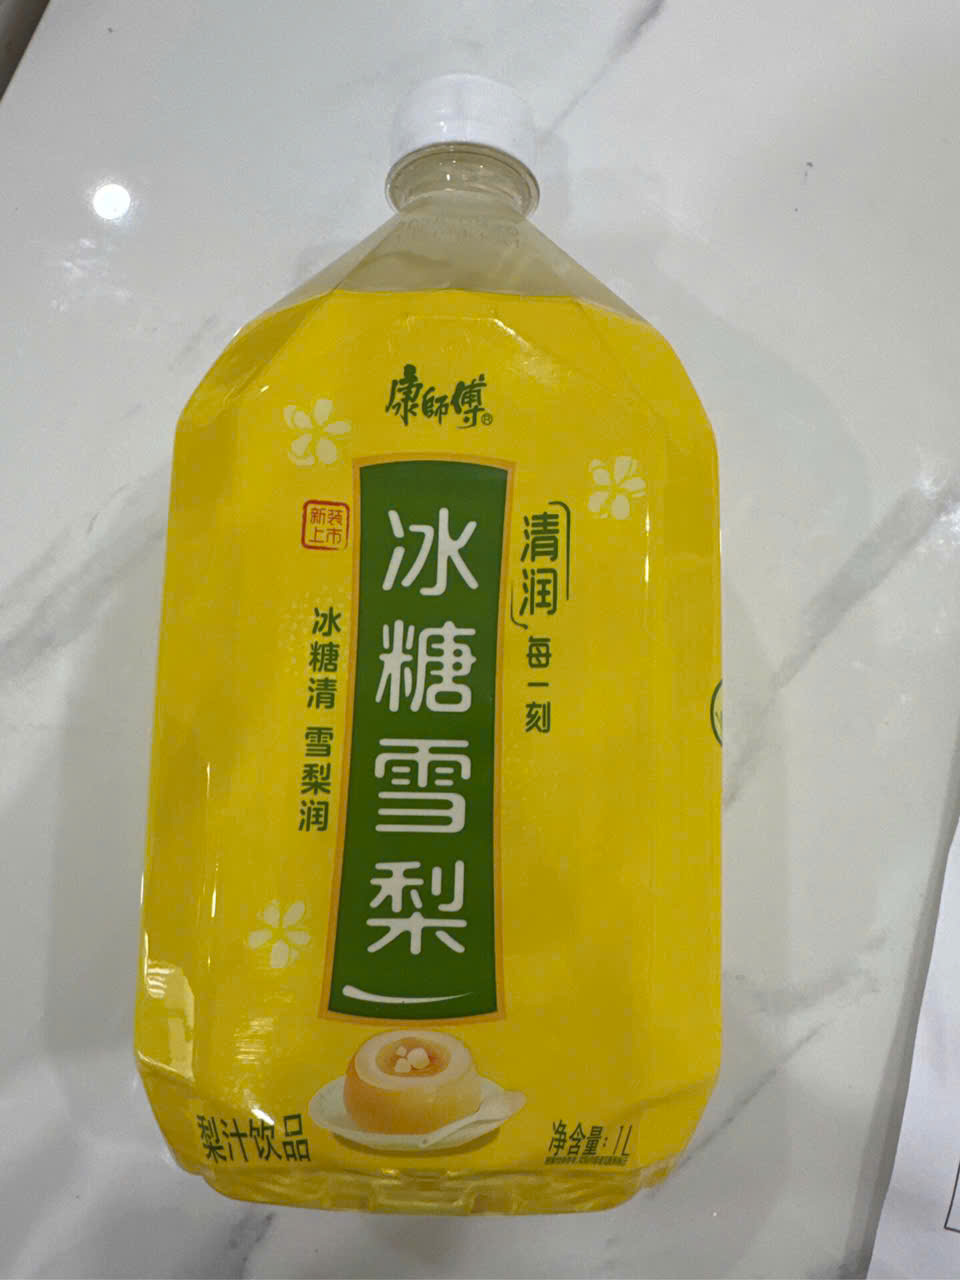 康師傅®
新装
上市
冰糖雪梨
清润
每一刻
冰糖清 雪梨润
梨汁饮品
净含量：1L